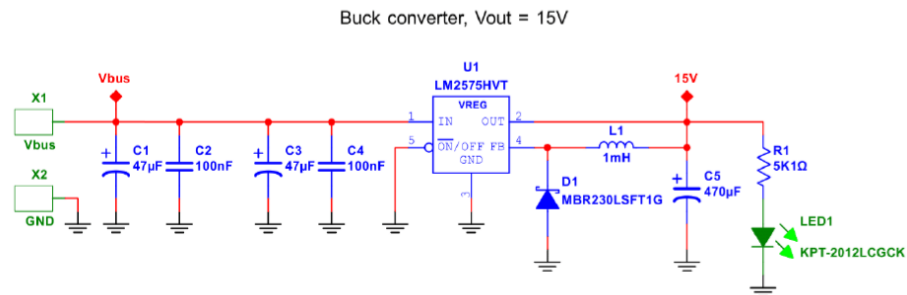 Buck converter, Vout = 15V
X1
Vbus
X2
GND
Vbus
C1
47µF
C2
100nF
C3
47µF
C4
100nF
U1
LM2575HVT
VREG
1
IN
OUT
2
5
ON/OFF
FB
4
GND
3
15V
L1
1mH
D1
MBR230LSFT1G
C5
470µF
R1
5K1Ω
LED1
KPT-2012LCGCK